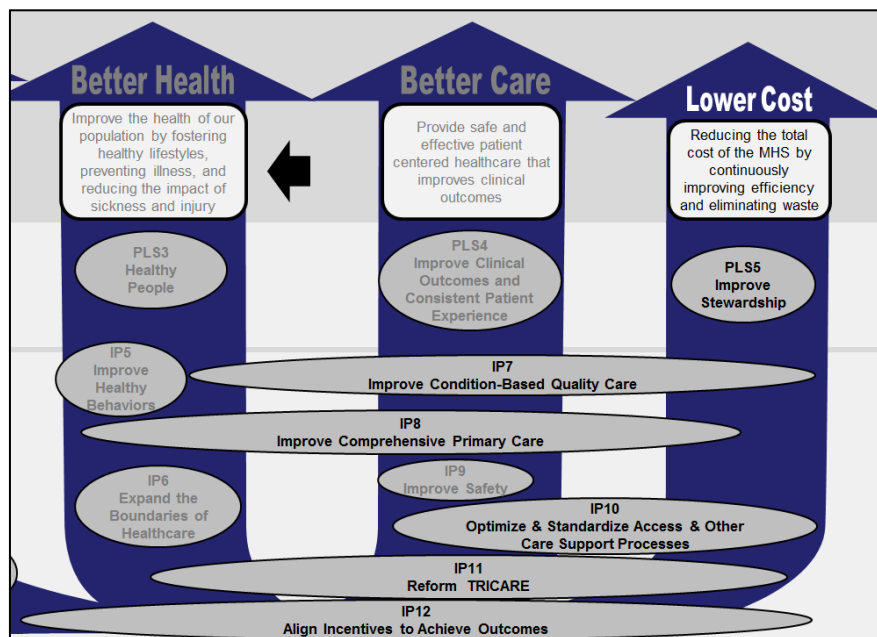 Better Health
Better Care
Lower Cost
Improve the health of our
population by fostering
healthy lifestyles,
preventing illness, and
reducing the impact of
sickness and injury
Provide safe and
effective patient
centered healthcare that
improves clinical
outcomes
Reducing the total
cost of the MHS by
continuously
improving efficiency
and eliminating waste
PLS3
Healthy
People
PLS4
Improve Clinical
Outcomes and
Consistent Patient
Experience
PLS5
Improve
Stewardship
IP5
Improve
Healthy
Behaviors
IP7
Improve Condition-Based Quality Care
IP8
Improve Comprehensive Primary Care
IP6
Expand the
Boundaries of
Healthcare
IP9
Improve Safety
IP10
Optimize & Standardize Access & Other
Care Support Processes
IP11
Reform TRICARE
IP12
Align Incentives to Achieve Outcomes